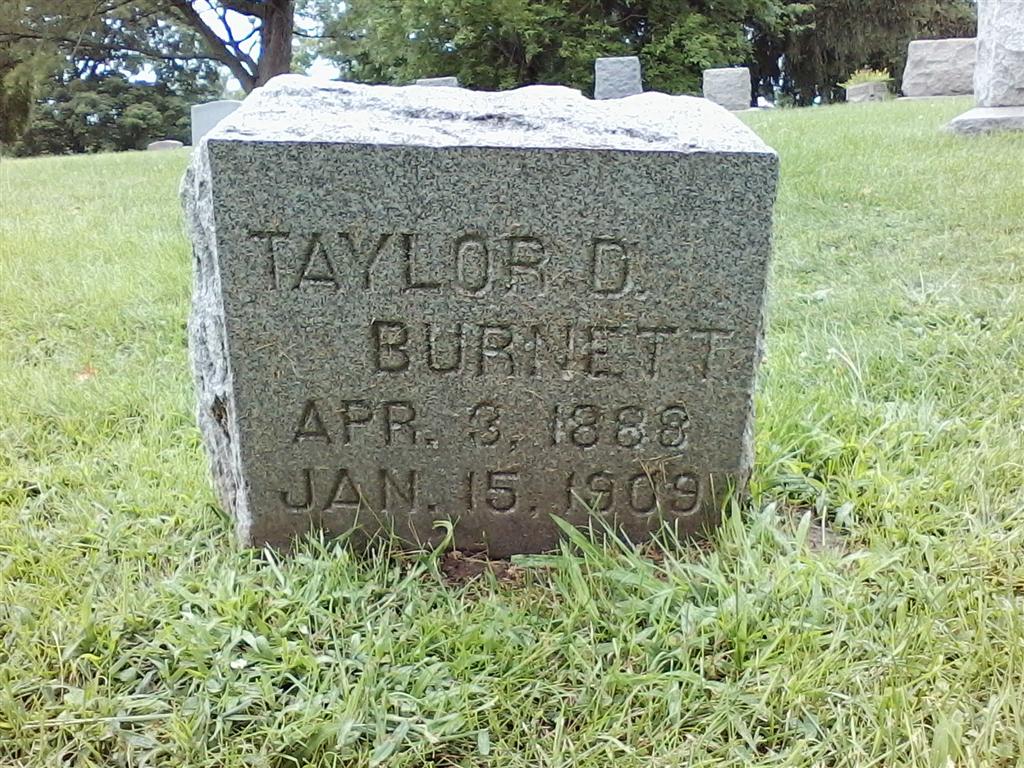 TAYLOR D.
BURNETT
APR. 3, 1888
JAN. 15, 1909